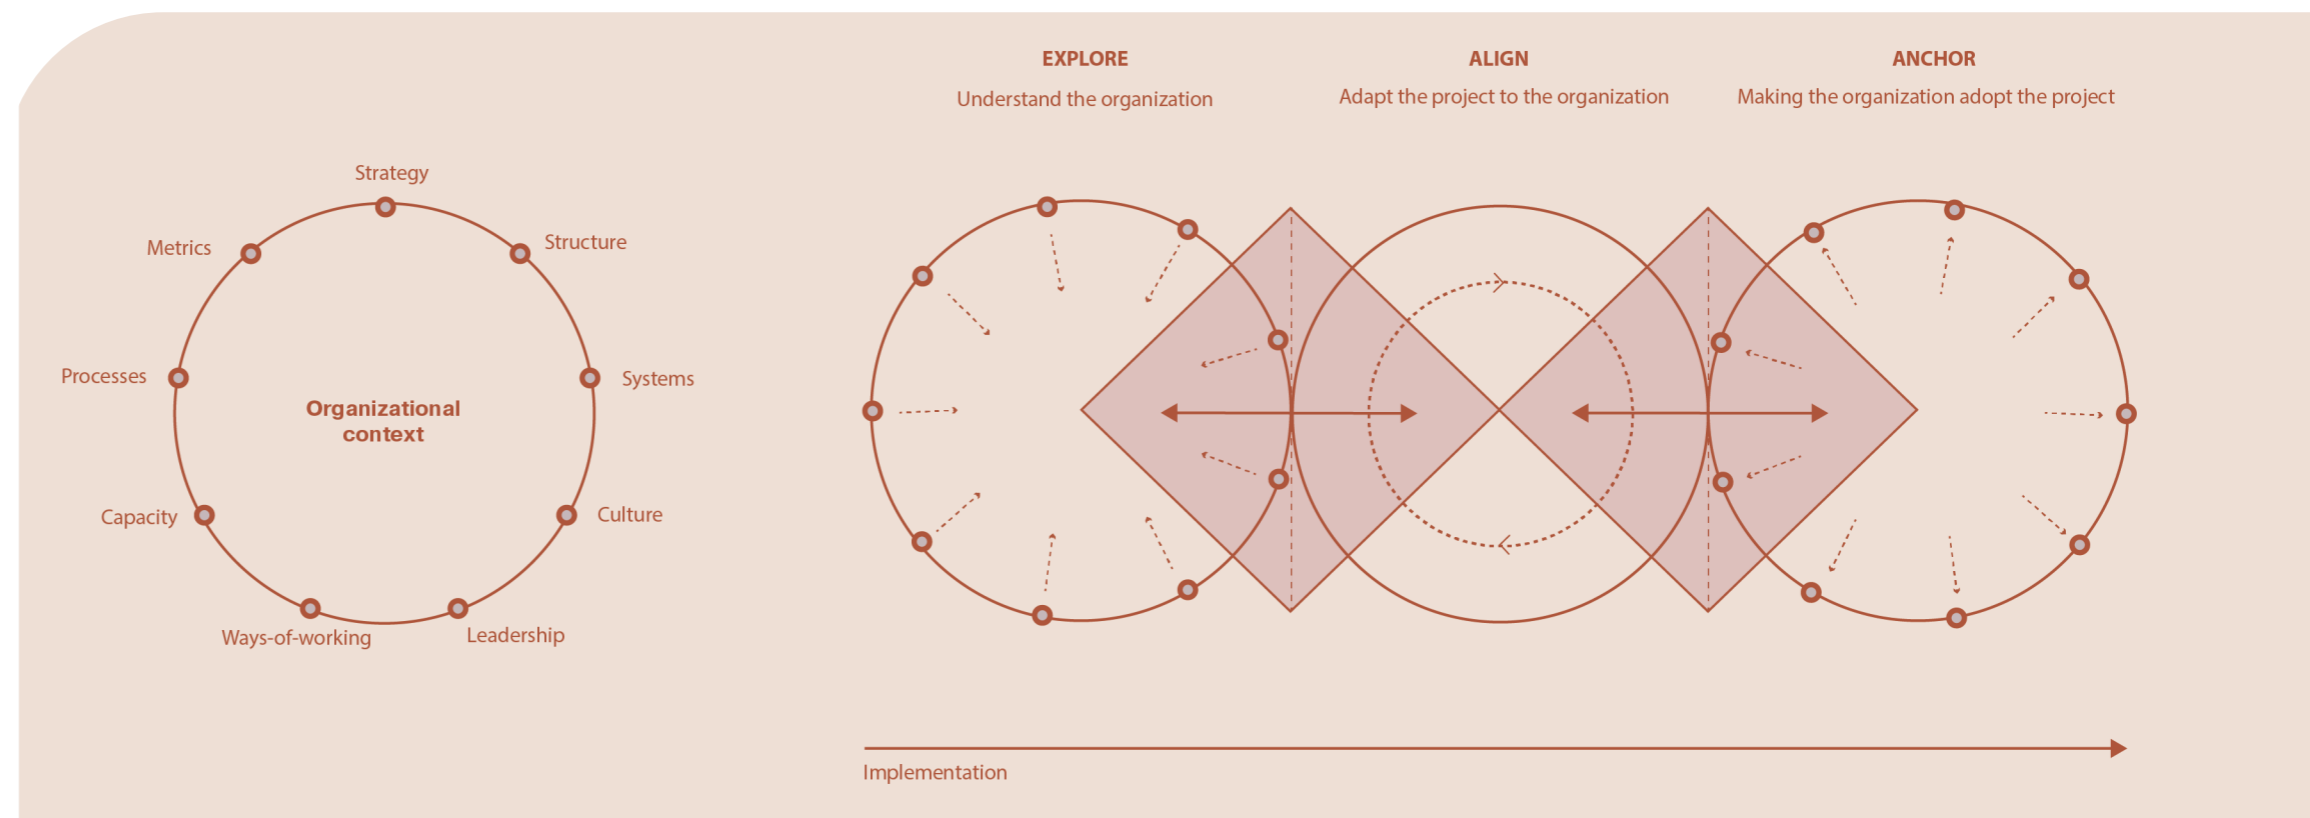 EXPLORE
Understand the organization
ALIGN
Adapt the project to the organization
ANCHOR
Making the organization adopt the project
Strategy
Metrics
Structure
Processes
Systems
Organizational
context
Capacity
Culture
Ways-of-working
Leadership
Implementation